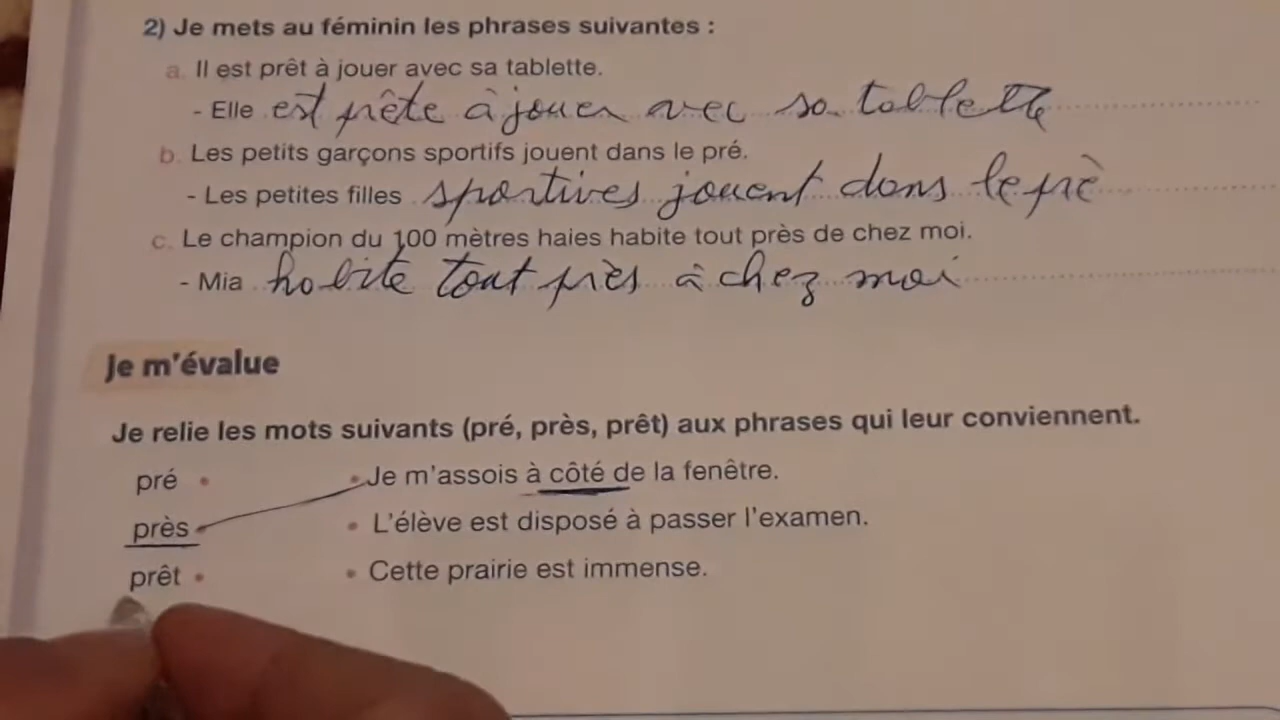 2) Je mets au féminin les phrases suivantes :
a. Il est prêt à jouer avec sa tablette.
- Elle est prête à jouer avec sa tablette
b. Les petits garçons sportifs jouent dans le pré.
- Les petites filles sportives jouent dans le prè
c. Le champion du 100 mètres haies habite tout près de chez moi.
- Mia habite tout près à chez moi
Je m'évalue
Je relie les mots suivants (pré, près, prêt) aux phrases qui leur conviennent.
pré • • Je m'assois à côté de la fenêtre.
près • • L'élève est disposé à passer l'examen.
prêt • • Cette prairie est immense.